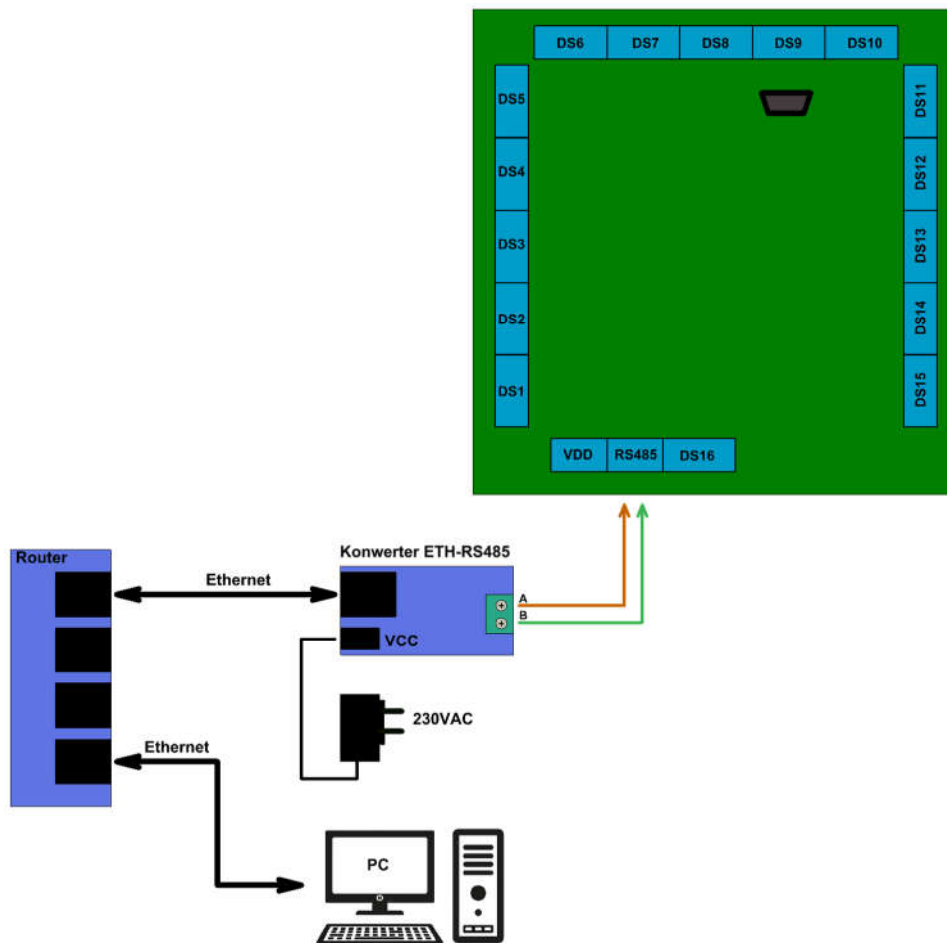 DS6 DS7 DS8 DS9 DS10
DS5
DS4
DS3
DS2
DS1
DS11
DS12
DS13
DS14
DS15
VDD RS485 DS16
Router
Konwerter ETH-RS485
Ethernet
A
B
VCC
230VAC
Ethernet
PC